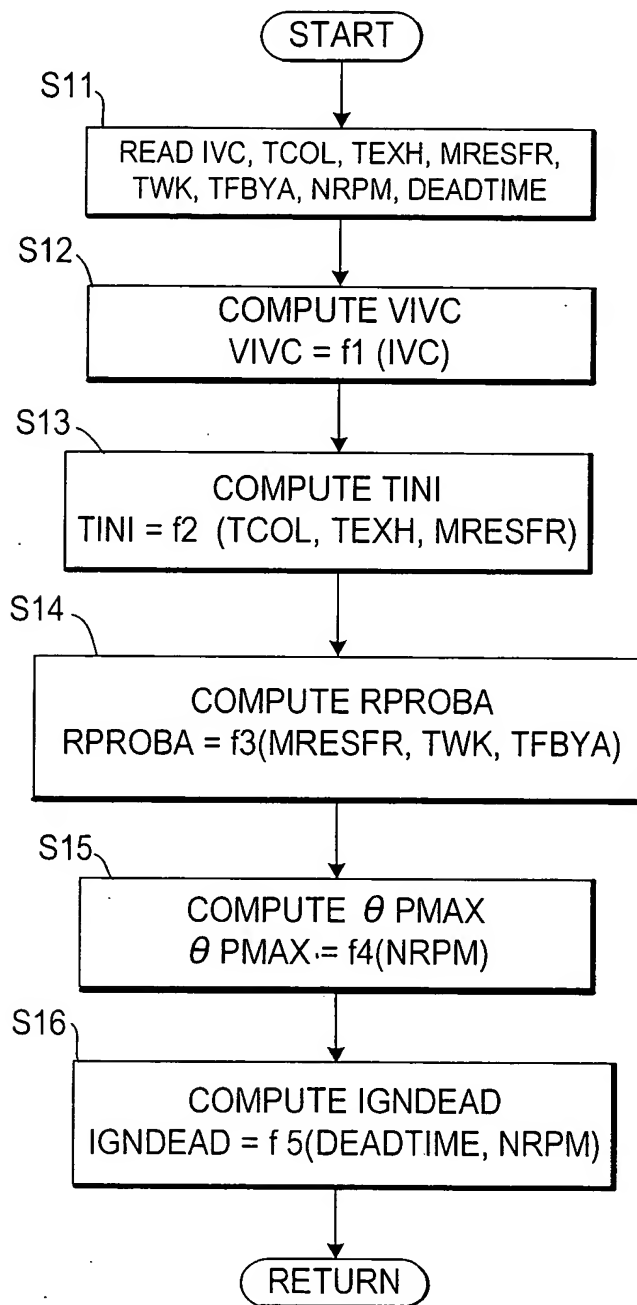 START
S11
READ IVC, TCOL, TEXH, MRESFR,
TWK, TFBYA, NRPM, DEADTIME
S12
COMPUTE VIVC
VIVC = f1 (IVC)
S13
COMPUTE TINI
TINI = f2 (TCOL, TEXH, MRESFR)
S14
COMPUTE RPROBA
RPROBA = f3(MRESFR, TWK, TFBYA)
S15
COMPUTE θ PMAX
θ PMAX = f4(NRPM)
S16
COMPUTE IGNDEAD
IGNDEAD = f 5(DEADTIME, NRPM)
RETURN